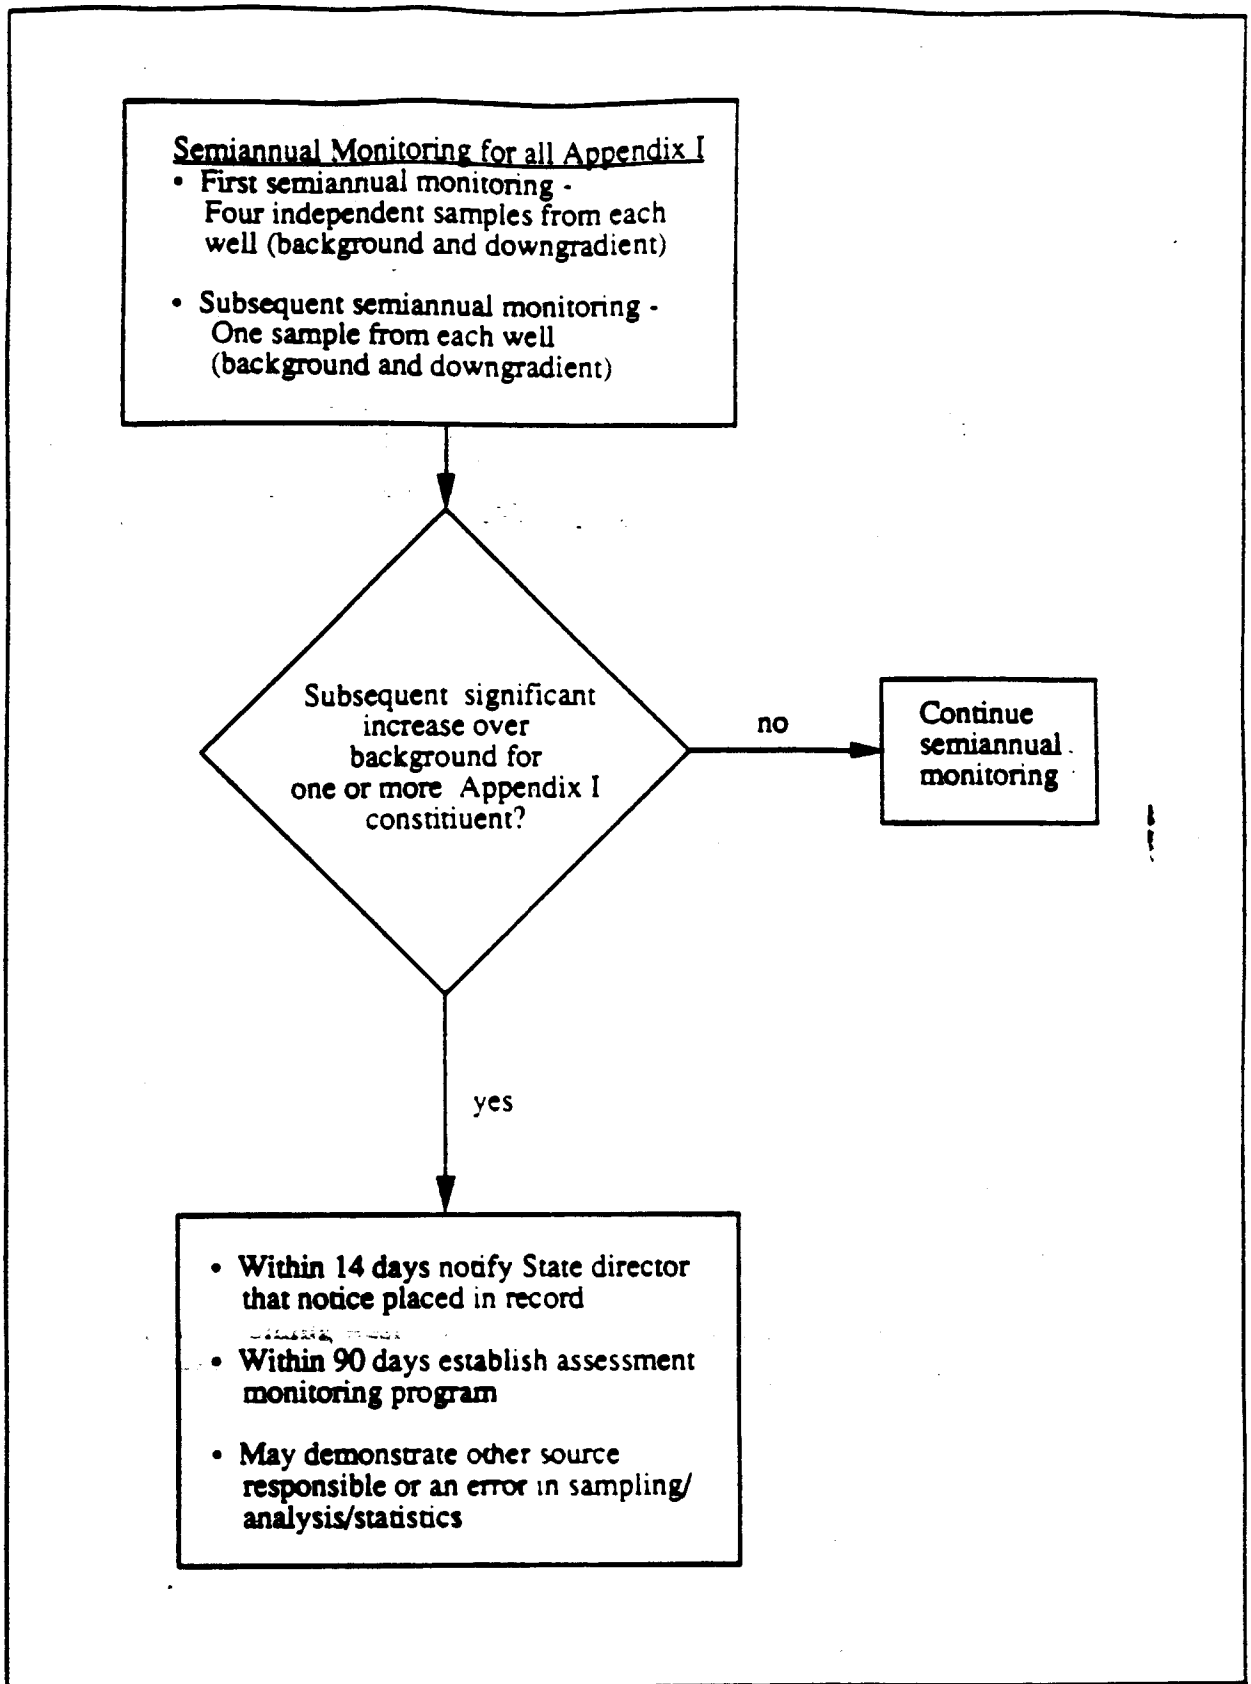 Semiannual Monitoring for all Appendix I
• First semiannual monitoring -
Four independent samples from each
well (background and downgradient)
• Subsequent semiannual monitoring -
One sample from each well
(background and downgradient)
Subsequent significant
increase over
background for
one or more Appendix I
constitiuent?
no
Continue
semiannual
monitoring
yes
• Within 14 days notify State director
that notice placed in record
• Within 90 days establish assessment
monitoring program
• May demonstrate other source
responsible or an error in sampling/
analysis/statistics